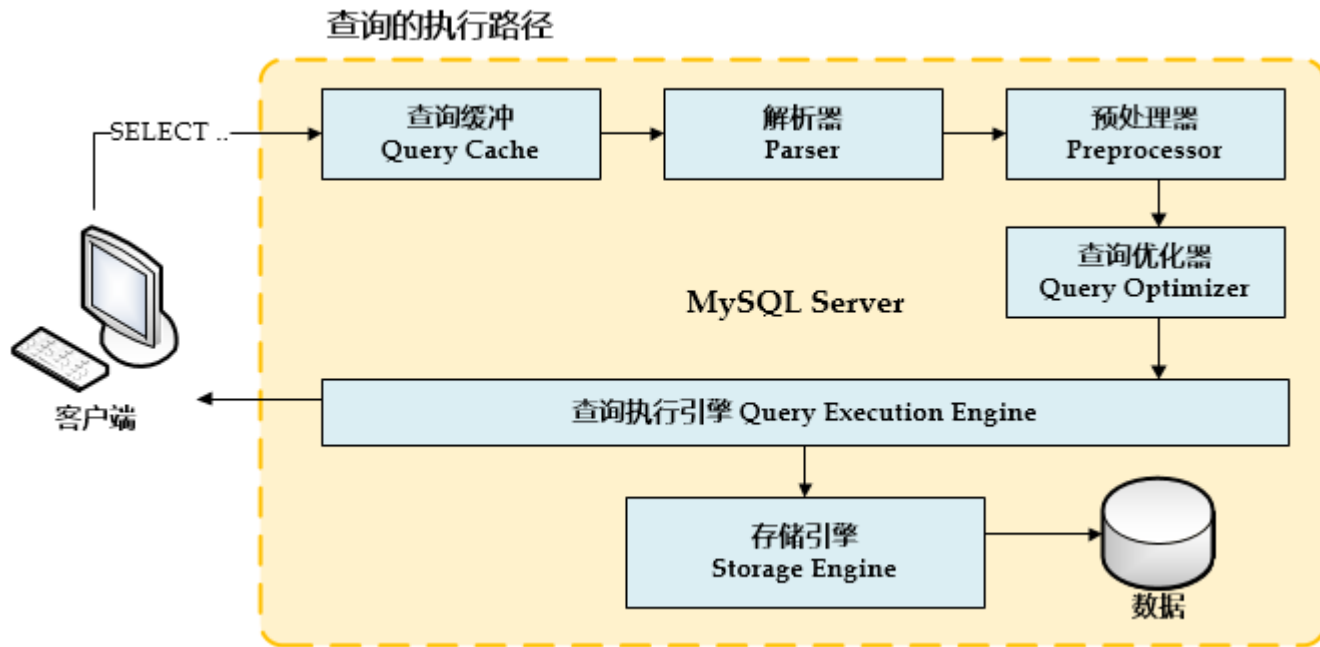 查询的执行路径
SELECT ..
查询缓冲
Query Cache
解析器
Parser
预处理器
Preprocessor
查询优化器
Query Optimizer
MySQL Server
客户端
查询执行引擎 Query Execution Engine
存储引擎
Storage Engine
数据